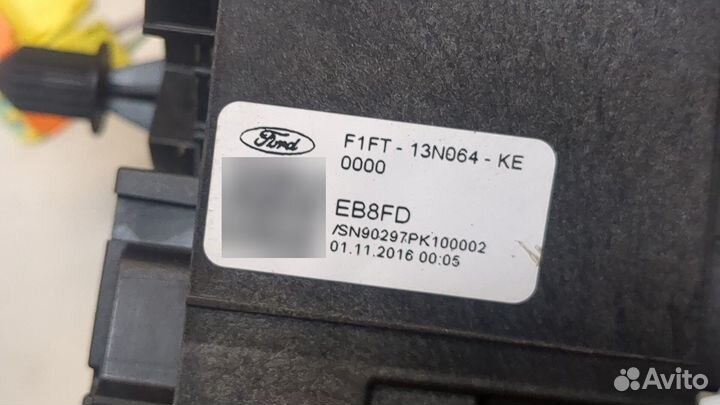 Ford
F1FT - 13N064 - KE
0000
EB8FD
/SN90297PK100002
01.11.2016 00:05
Avito